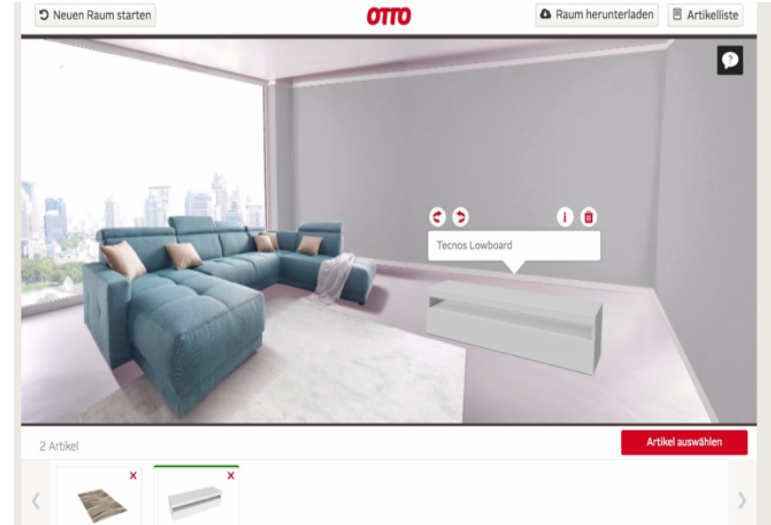 Neuen Raum starten
OTTO
Raum herunterladen
Artikelliste
?
i
Tecnos Lowboard
2 Artikel
Artikel auswählen
X
X